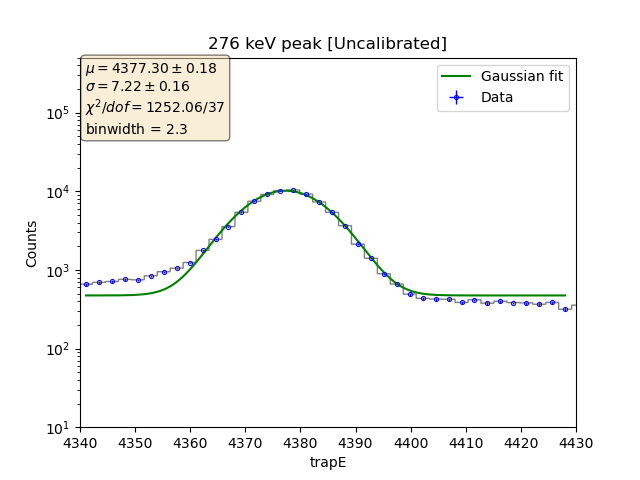 276 keV peak [Uncalibrated]
μ = 4377.30 ± 0.18
σ = 7.22 ± 0.16
χ²/dof = 1252.06/37
binwidth = 2.3
Gaussian fit
Data
10⁵
10⁴
10³
10²
10¹
Counts
4340 4350 4360 4370 4380 4390 4400 4410 4420 4430
trapE